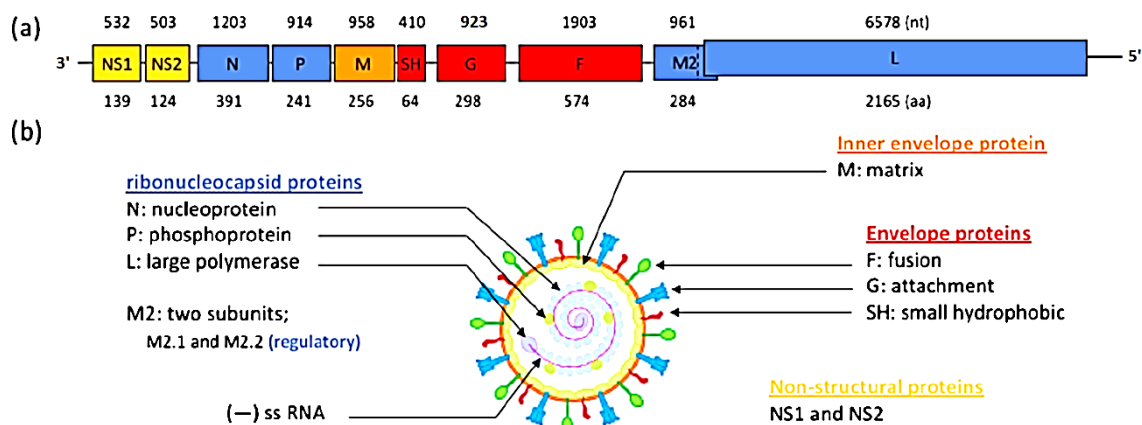 (a)
532 503 1203 914 958 410 923 1903 961 6578 (nt)
3' NS1 NS2 N P M SH G F M2 L 5'
139 124 391 241 256 64 298 574 284 2165 (aa)
(b)
Inner envelope protein
M: matrix
ribonucleocapsid proteins
N: nucleoprotein
P: phosphoprotein
L: large polymerase
M2: two subunits;
M2.1 and M2.2 (regulatory)
(—) ss RNA
Envelope proteins
F: fusion
G: attachment
SH: small hydrophobic
Non-structural proteins
NS1 and NS2